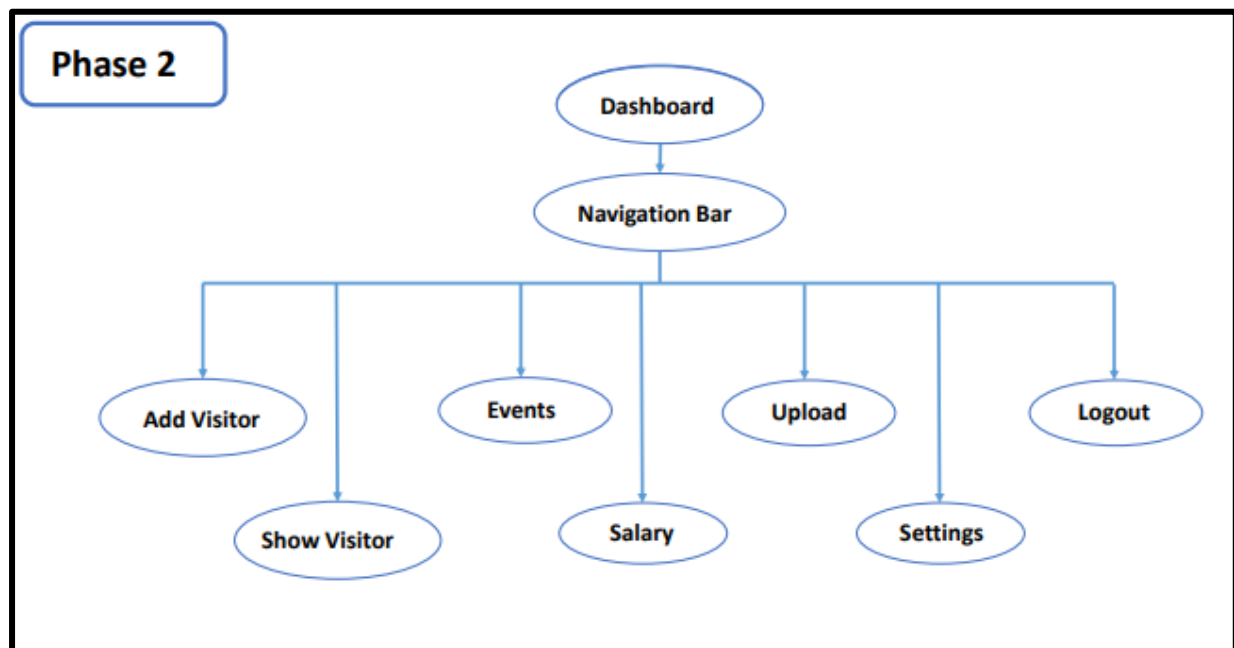 Phase 2
Dashboard
Navigation Bar
Add Visitor
Events
Upload
Logout
Show Visitor
Salary
Settings